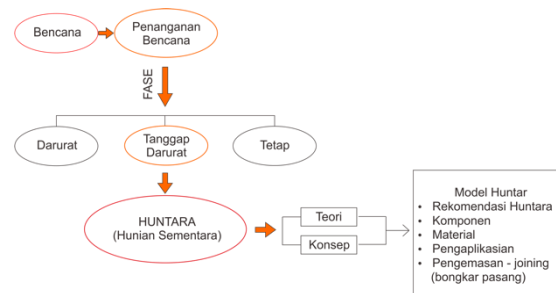 Bencana
Penanganan
Bencana
FASE
Darurat
Tanggap
Darurat
Tetap
HUNTARA
(Hunian Sementara)
Teori
Konsep
Model Huntar
• Rekomendasi Huntara
• Komponen
• Material
• Pengaplikasian
• Pengemasan - joining
(bongkar pasang)